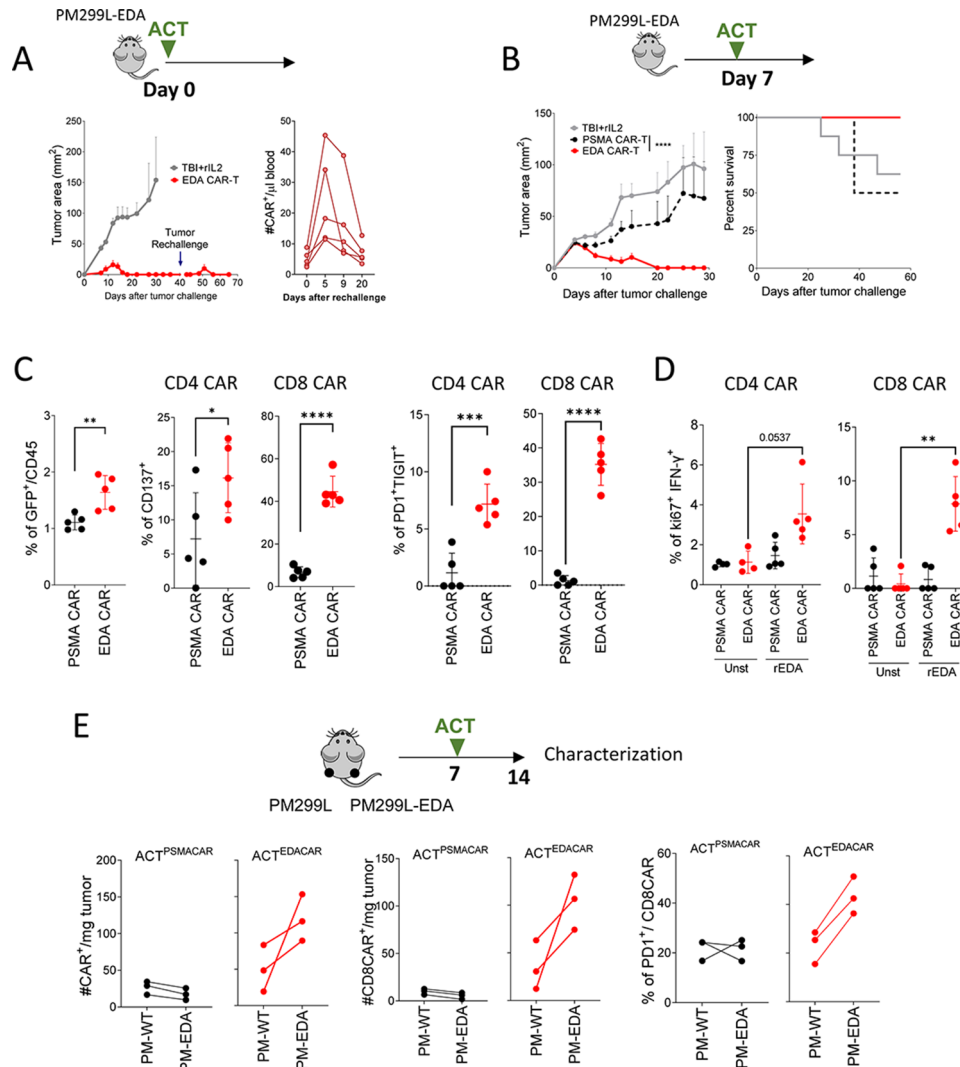 PM299L-EDA
ACT
A
Day 0
250
200
150
100
50
0
Tumor area (mm²)
TBI+rIL2
EDA CAR-T
Tumor
Rechallenge
0 10 20 30 40 50 60 70
Days after tumor challenge
50
40
30
20
10
0
#CAR⁺/µl blood
0 5 9 20
Days after rechallenge
PM299L-EDA
ACT
B
Day 7
150
100
50
0
Tumor area (mm²)
TBI+rIL2
PSMA CAR-T
EDA CAR-T
****
0 10 20 30
Days after tumor challenge
100
75
50
25
0
Percent survival
0 20 40 60
Days after tumor challenge
C
3
2
1
0
% of GFP⁺/CD45
**
PSMA CAR
EDA CAR
CD4 CAR
25
20
15
10
5
0
% of CD137⁺
*
PSMA CAR
EDA CAR
CD8 CAR
80
60
40
20
0
****
PSMA CAR
EDA CAR
CD4 CAR
15
10
5
0
% of PD1⁺TIGIT⁺
***
PSMA CAR
EDA CAR
CD8 CAR
50
40
30
20
10
0
****
PSMA CAR
EDA CAR
D
CD4 CAR
8
6
4
2
0
% of ki67⁺ IFN-γ⁺
0.0537
PSMA CAR
EDA CAR
PSMA CAR
EDA CAR
Unst
rEDA
CD8 CAR
15
10
5
0
**
PSMA CAR
EDA CAR
PSMA CAR
EDA CAR
Unst
rEDA
E
ACT
7
14
Characterization
PM299L PM299L-EDA
ACTPSMACAR
200
150
100
50
0
#CAR⁺/mg tumor
PM-WT
PM-EDA
ACTEDACAR
PM-WT
PM-EDA
ACTPSMACAR
150
100
50
0
#CD8CAR⁺/mg tumor
PM-WT
PM-EDA
ACTEDACAR
PM-WT
PM-EDA
ACTPSMACAR
60
40
20
0
% of PD1⁺/ CD8CAR
PM-WT
PM-EDA
ACTEDACAR
PM-WT
PM-EDA